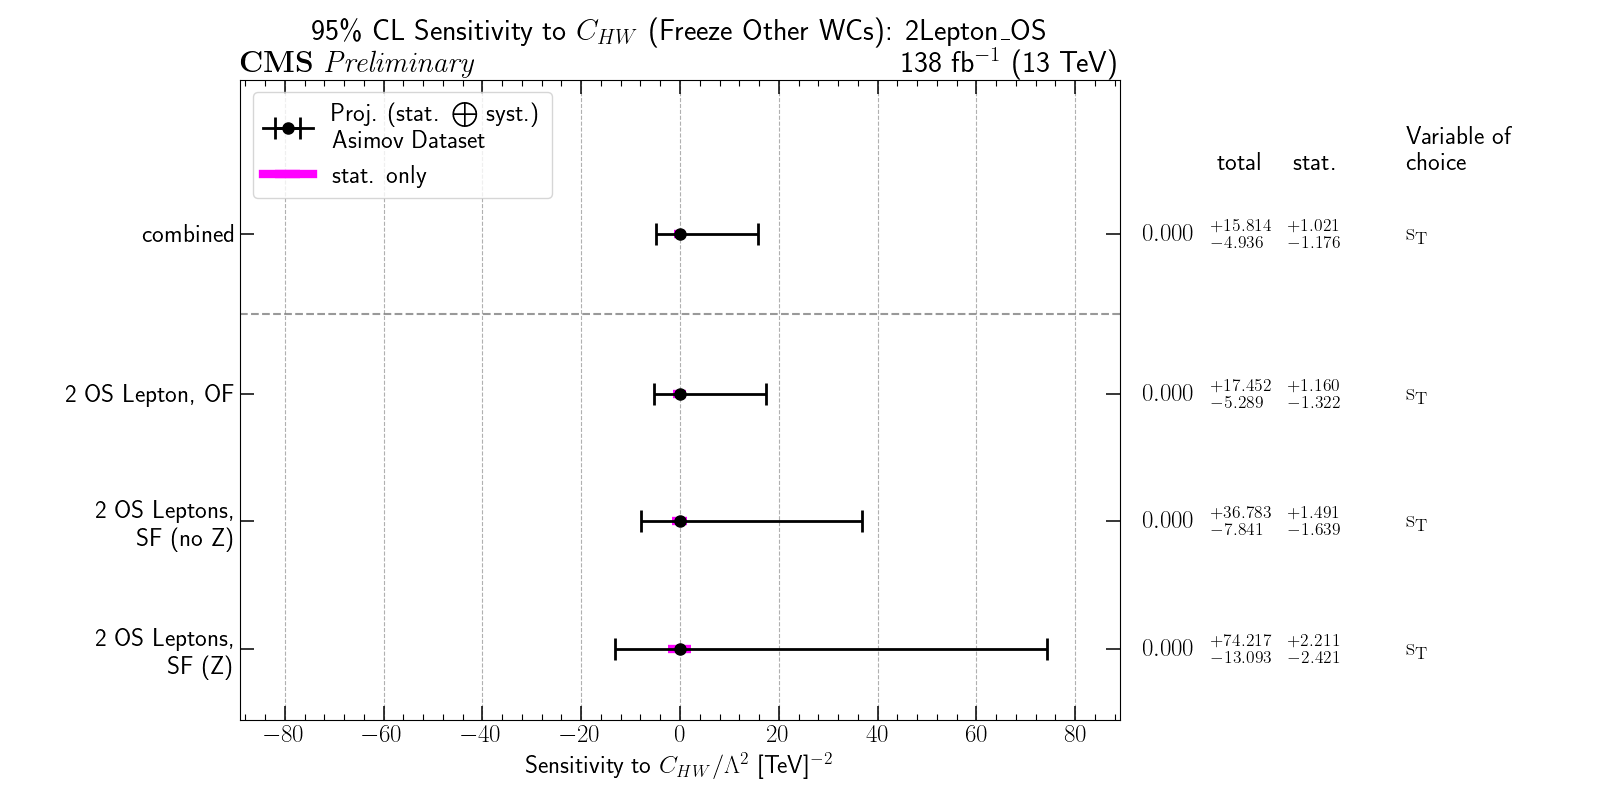 95% CL Sensitivity to C_HW (Freeze Other WCs): 2Lepton_OS
CMS Preliminary 138 fb⁻¹ (13 TeV)
Proj. (stat. ⨁ syst.)
Asimov Dataset
stat. only
Variable of
total stat. choice
combined 0.000 +15.814 −4.936 +1.021 −1.176 s_T
2 OS Lepton, OF 0.000 +17.452 −5.289 +1.160 −1.322 s_T
2 OS Leptons,
SF (no Z) 0.000 +36.783 −7.841 +1.491 −1.639 s_T
2 OS Leptons,
SF (Z) 0.000 +74.217 −13.093 +2.211 −2.421 s_T
−80 −60 −40 −20 0 20 40 60 80
Sensitivity to C_HW/Λ² [TeV]⁻²